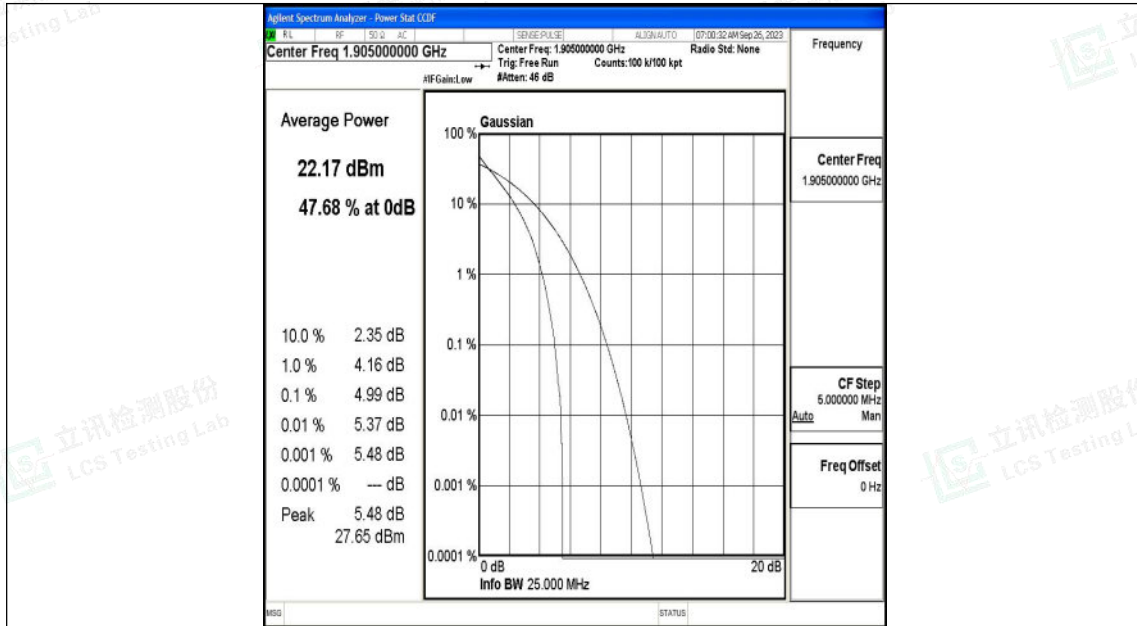 Agilent Spectrum Analyzer - Power Stat CCDF
RL RF 50 Ω AC SENSE:PULSE ALIGNAUTO 07:00:32 AM Sep 26, 2023
Center Freq 1.905000000 GHz
Center Freq: 1.905000000 GHz Radio Std: None
Trig: Free Run Counts:100 k/100 kpt
#IFGain:Low #Atten: 46 dB
Frequency
Average Power
22.17 dBm
47.68 % at 0dB
10.0 % 2.35 dB
1.0 % 4.16 dB
0.1 % 4.99 dB
0.01 % 5.37 dB
0.001 % 5.48 dB
0.0001 % --- dB
Peak 5.48 dB
27.65 dBm
Gaussian
100 %
10 %
1 %
0.1 %
0.01 %
0.001 %
0.0001 %
0 dB 20 dB
Info BW 25.000 MHz
Center Freq
1.905000000 GHz
CF Step
5.000000 MHz
Auto Man
Freq Offset
0 Hz
MSG STATUS
立讯检测股份
LCS Testing Lab
立讯检测股份
LCS Testing L
sting Lab